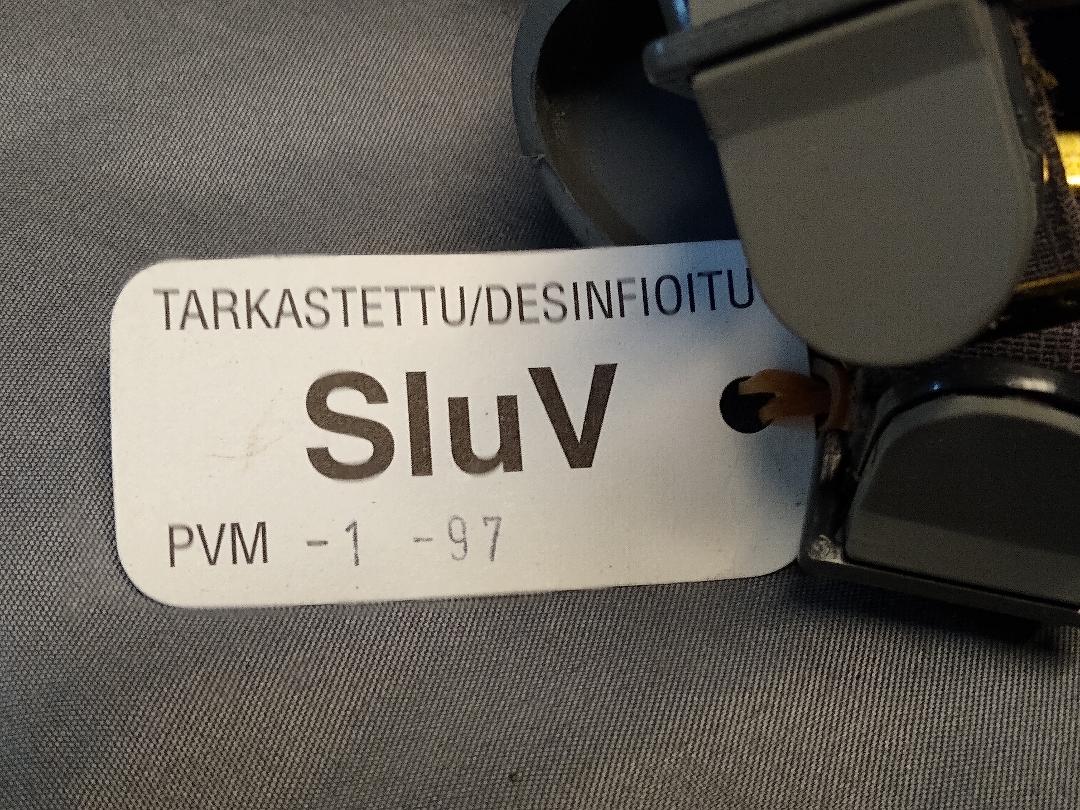 TARKASTETTU/DESINFIOITU
SluV
PVM -1 -97